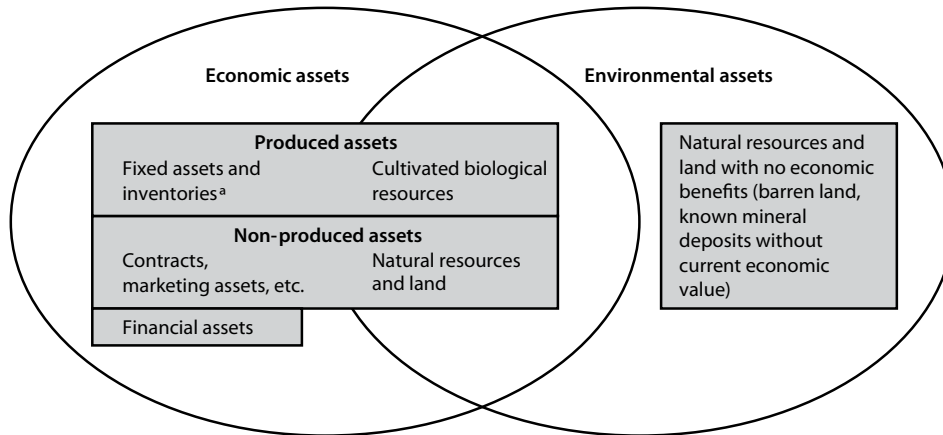 Economic assets
Environmental assets
Produced assets
Fixed assets and
inventories a
Cultivated biological
resources
Non-produced assets
Contracts,
marketing assets, etc.
Natural resources
and land
Financial assets
Natural resources and
land with no economic
benefits (barren land,
known mineral
deposits without
current economic
value)